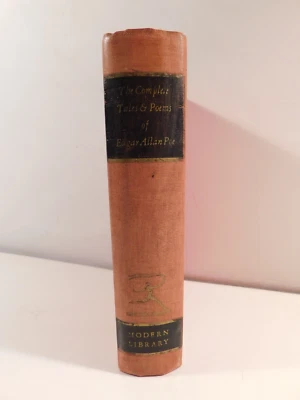 The Complete
Tales & Poems
of
Edgar Allan Poe
MODERN
LIBRARY